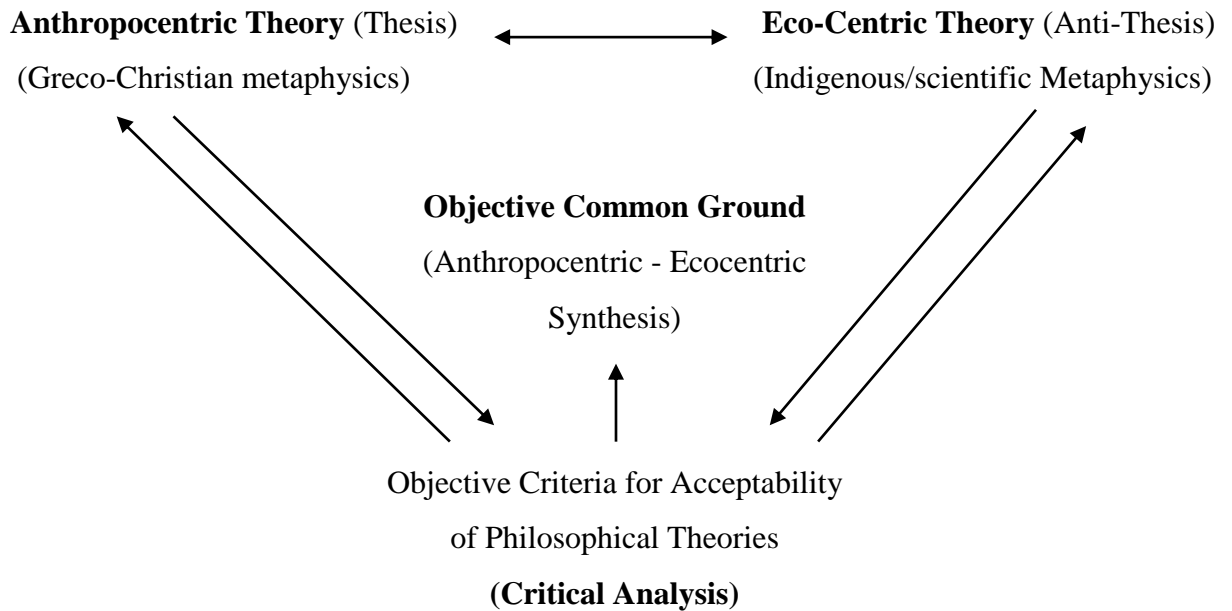 Anthropocentric Theory (Thesis)
(Greco-Christian metaphysics)
Eco-Centric Theory (Anti-Thesis)
(Indigenous/scientific Metaphysics)
Objective Common Ground
(Anthropocentric - Ecocentric
Synthesis)
Objective Criteria for Acceptability
of Philosophical Theories
(Critical Analysis)